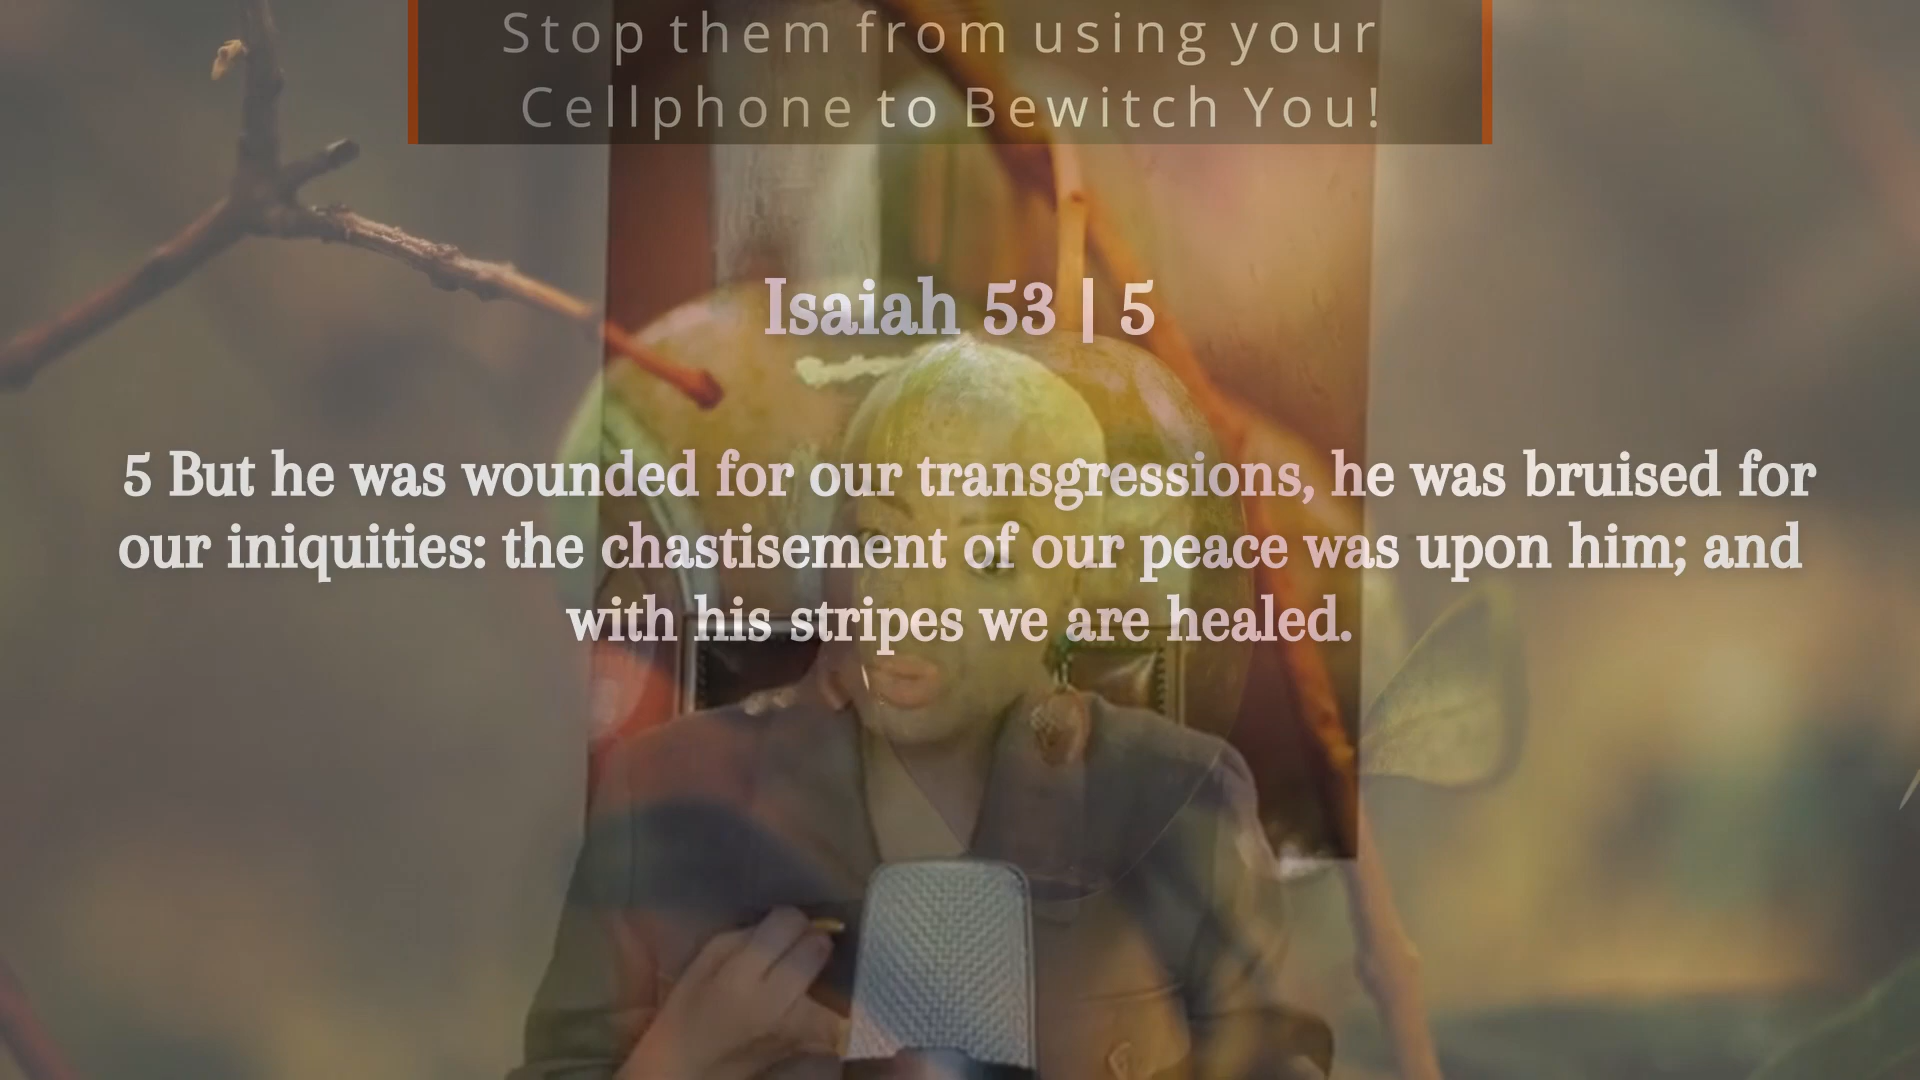 Stop them from using your
Cellphone to Bewitch You!
Isaiah 53 | 5
5 But he was wounded for our transgressions, he was bruised for
our iniquities: the chastisement of our peace was upon him; and
with his stripes we are healed.